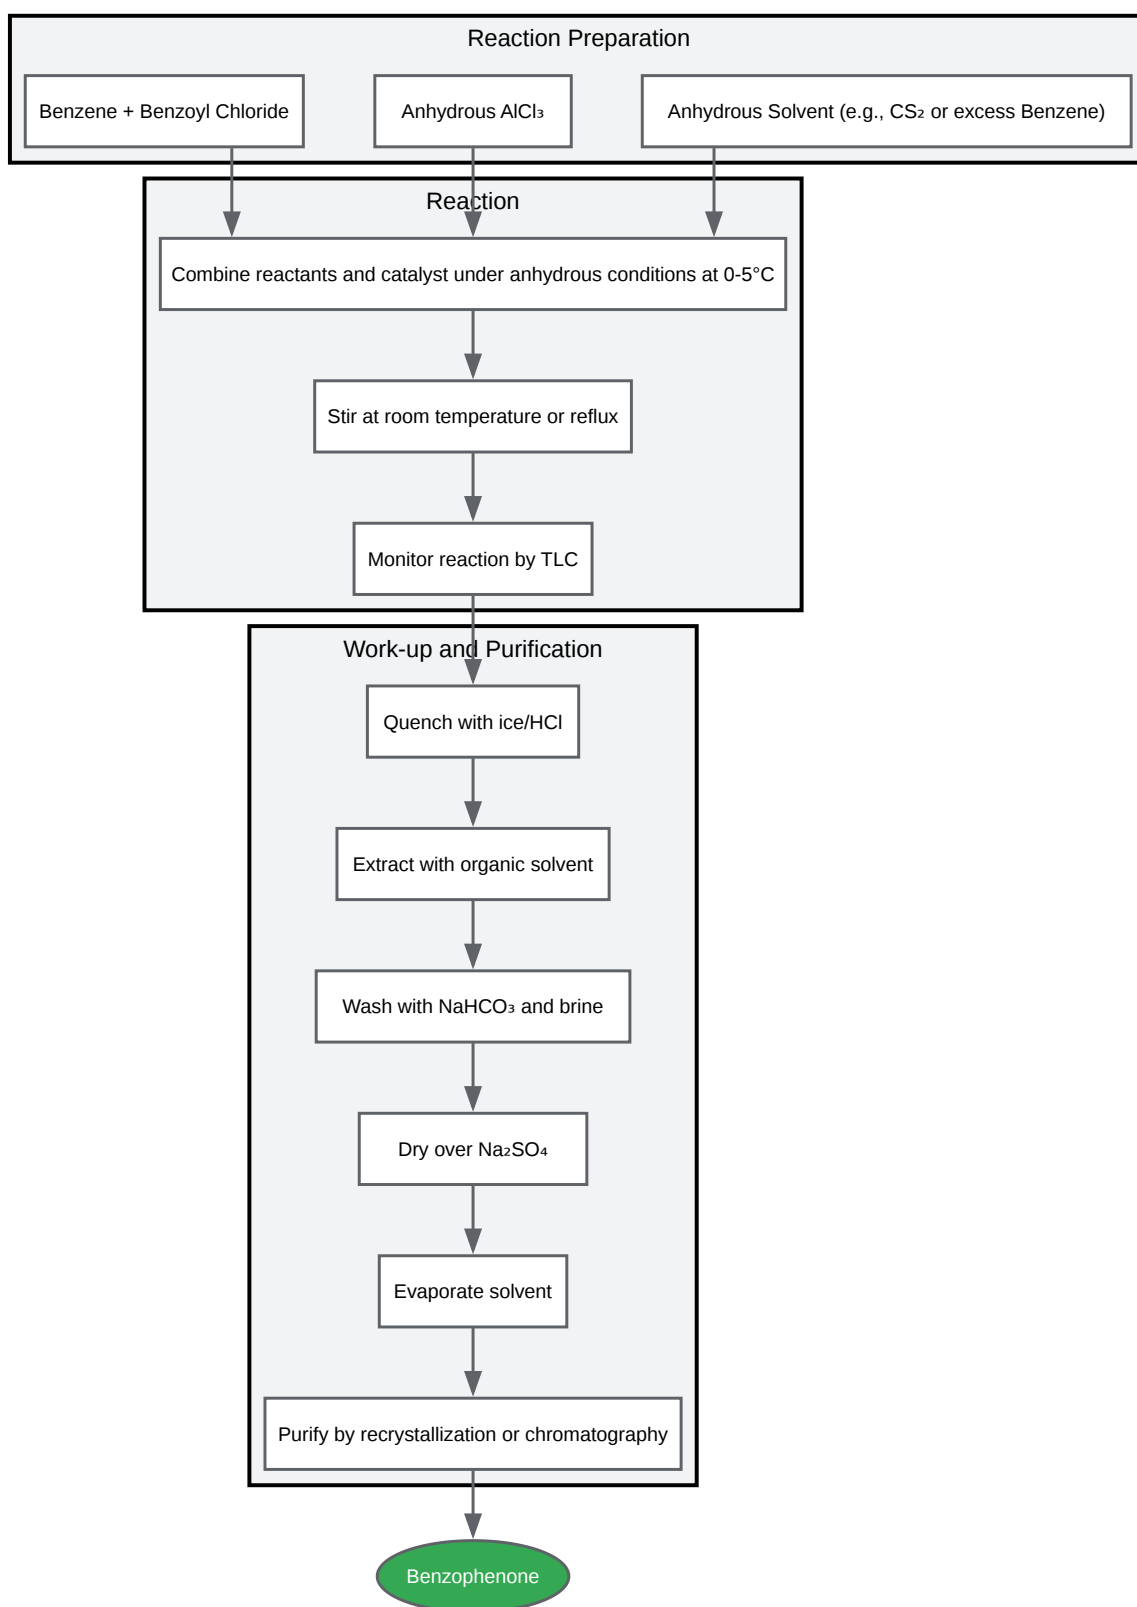 Reaction Preparation
Benzene + Benzoyl Chloride
Anhydrous AlCl₃
Anhydrous Solvent (e.g., CS₂ or excess Benzene)
Reaction
Combine reactants and catalyst under anhydrous conditions at 0-5°C
Stir at room temperature or reflux
Monitor reaction by TLC
Work-up and Purification
Quench with ice/HCl
Extract with organic solvent
Wash with NaHCO₃ and brine
Dry over Na₂SO₄
Evaporate solvent
Purify by recrystallization or chromatography
Benzophenone